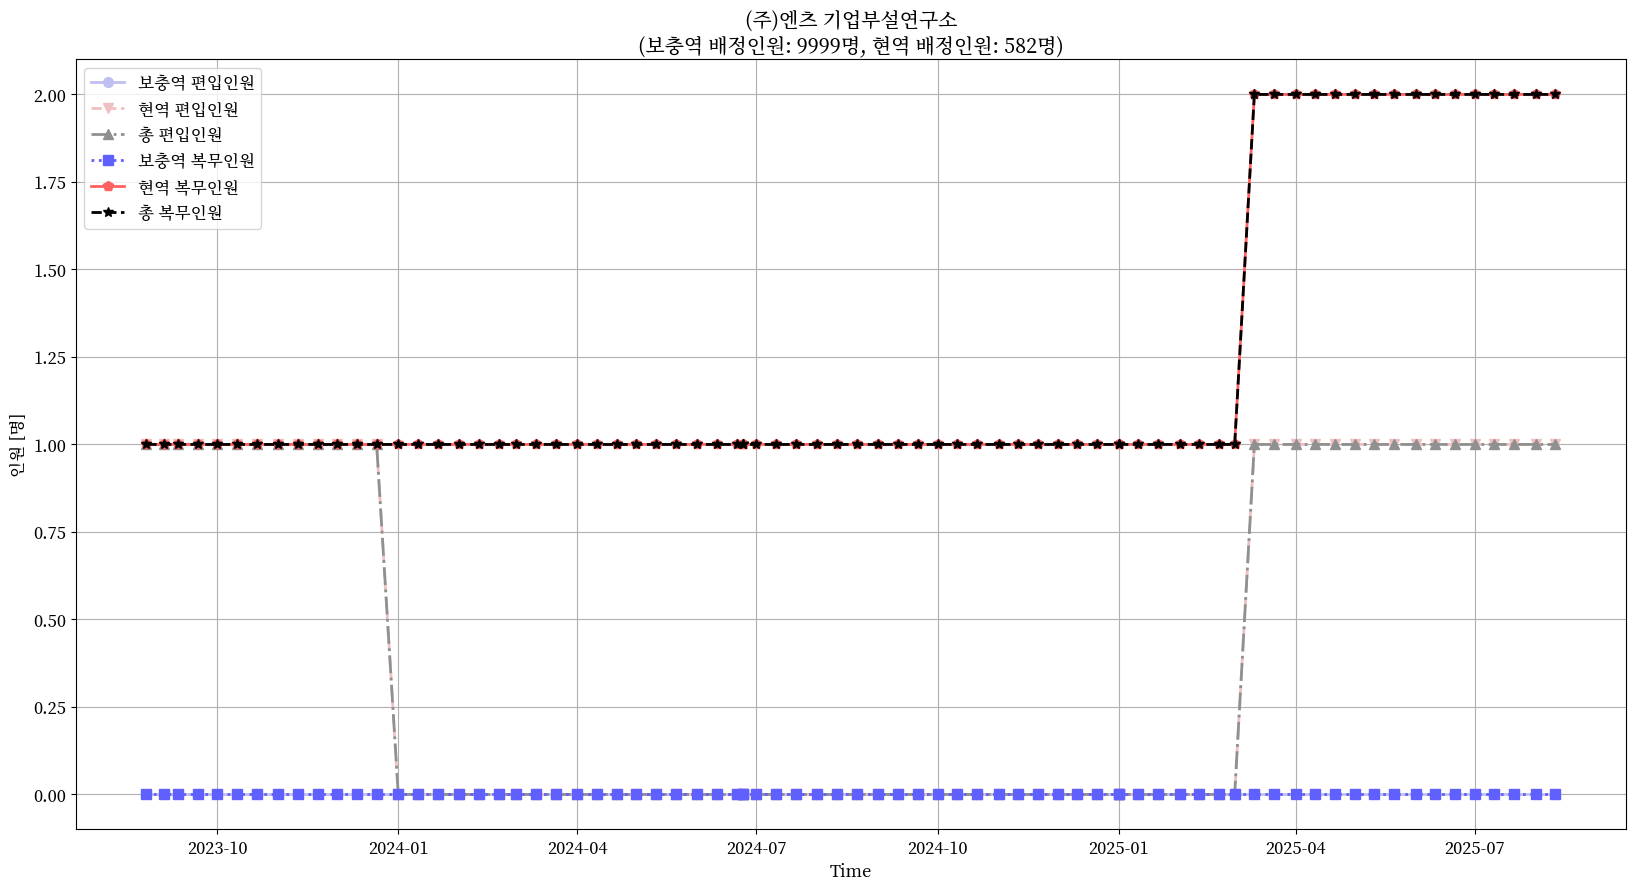 (주)엔츠 기업부설연구소
(보충역 배정인원: 9999명, 현역 배정인원: 582명)
보충역 편입인원
현역 편입인원
총 편입인원
보충역 복무인원
현역 복무인원
총 복무인원
인원 [명]
2.00
1.75
1.50
1.25
1.00
0.75
0.50
0.25
0.00
2023-10
2024-01
2024-04
2024-07
2024-10
2025-01
2025-04
2025-07
Time